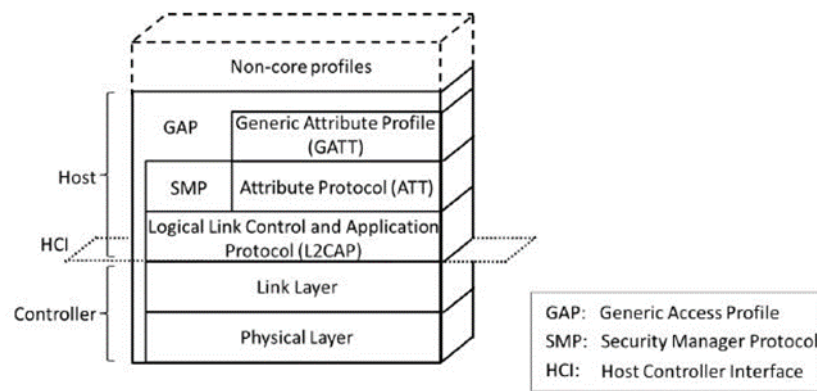 Non-core profiles
GAP
Generic Attribute Profile
(GATT)
Host
SMP
Attribute Protocol (ATT)
Logical Link Control and Application
Protocol (L2CAP)
HCI
Link Layer
Controller
Physical Layer
GAP: Generic Access Profile
SMP: Security Manager Protocol
HCI: Host Controller Interface